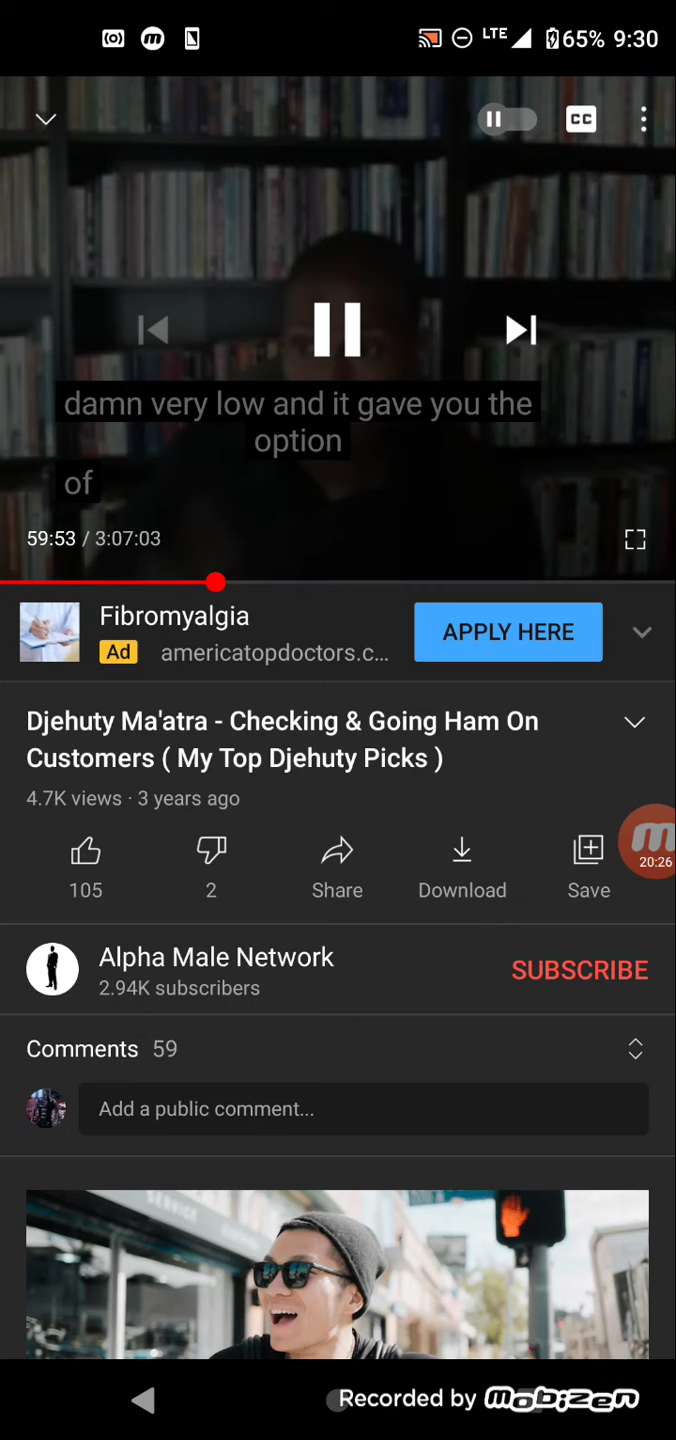 LTE 65% 9:30
CC
damn very low and it gave you the
option
of
59:53 / 3:07:03
Fibromyalgia
Ad americatopdoctors.c...
APPLY HERE
Djehuty Ma'atra - Checking & Going Ham On
Customers ( My Top Djehuty Picks )
4.7K views · 3 years ago
20:26
105 2 Share Download Save
Alpha Male Network
2.94K subscribers
SUBSCRIBE
Comments 59
Add a public comment...
Recorded by mobizen